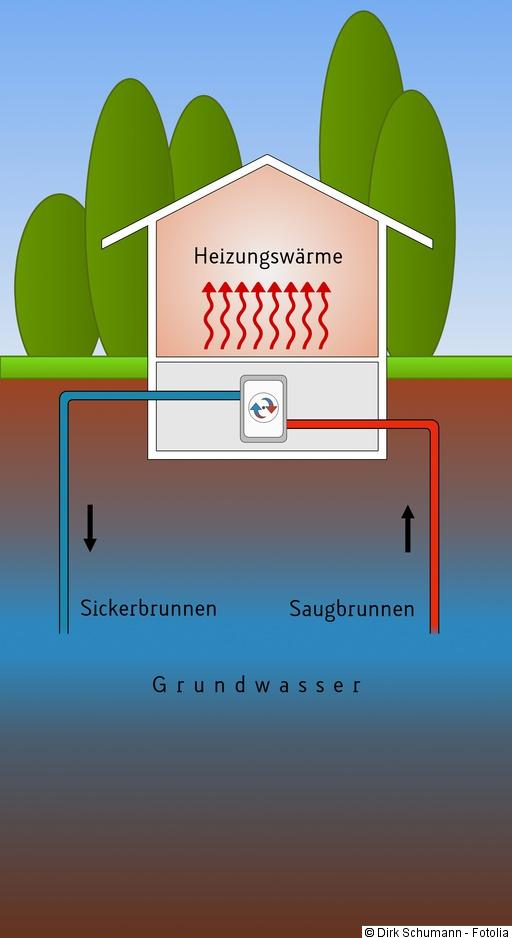 Heizungswärme
Sickerbrunnen
Saugbrunnen
Grundwasser
© Dirk Schumann - Fotolia